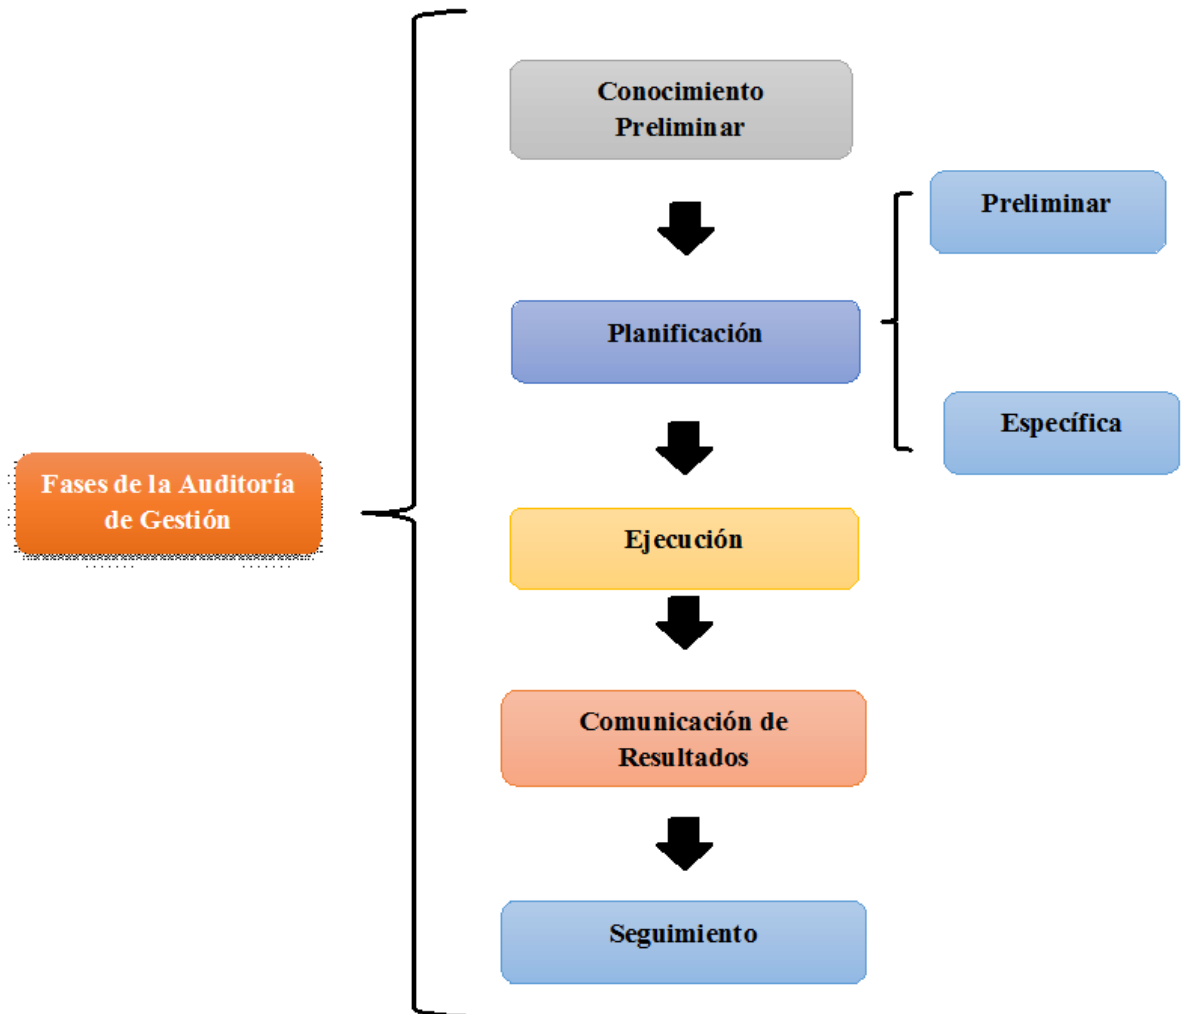 Conocimiento
Preliminar
Preliminar
Planificación
Específica
Fases de la Auditoría
de Gestión
Ejecución
Comunicación de
Resultados
Seguimiento